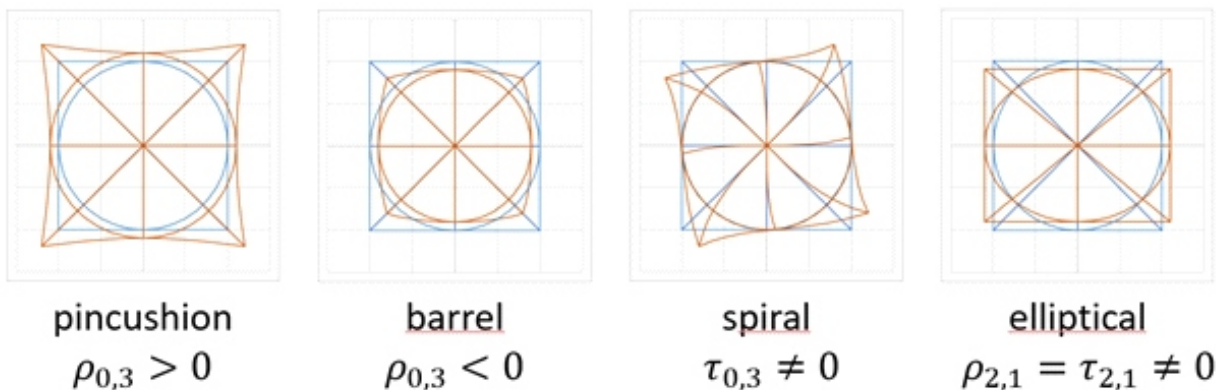 pincushion barrel spiral elliptical
ρ₀,₃ > 0 ρ₀,₃ < 0 τ₀,₃ ≠ 0 ρ₂,₁ = τ₂,₁ ≠ 0